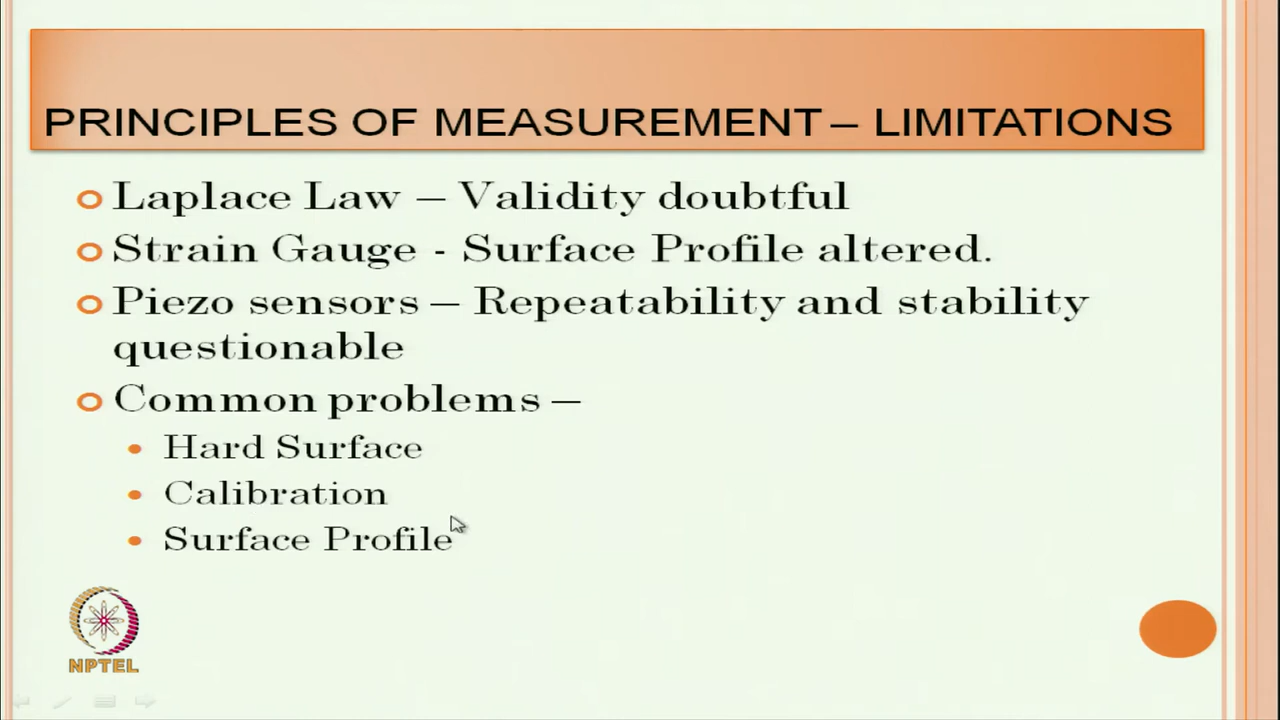 PRINCIPLES OF MEASUREMENT – LIMITATIONS
Laplace Law – Validity doubtful
Strain Gauge - Surface Profile altered.
Piezo sensors – Repeatability and stability
questionable
Common problems –
Hard Surface
Calibration
Surface Profile
NPTEL